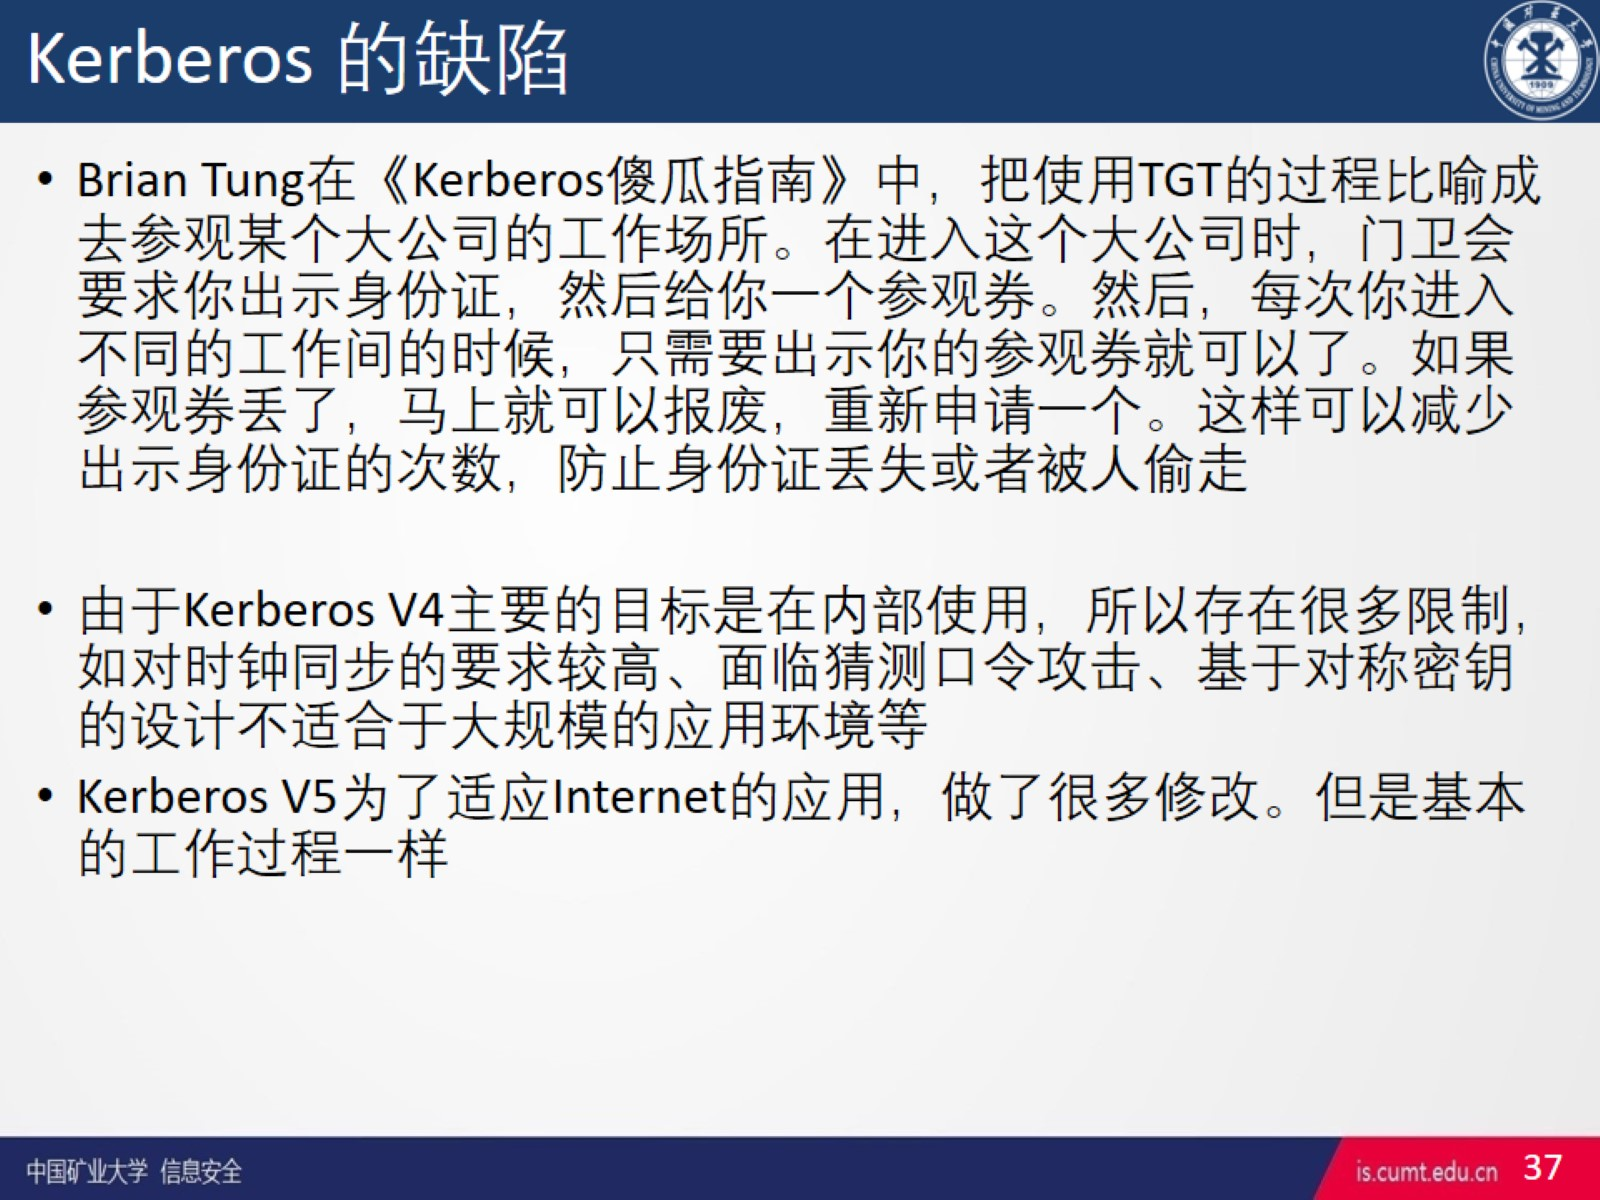 Kerberos 的缺陷
• Brian Tung在《Kerberos傻瓜指南》中，把使用TGT的过程比喻成
去参观某个大公司的工作场所。在进入这个大公司时，门卫会
要求你出示身份证，然后给你一个参观券。然后，每次你进入
不同的工作间的时候，只需要出示你的参观券就可以了。如果
参观券丢了，马上就可以报废，重新申请一个。这样可以减少
出示身份证的次数，防止身份证丢失或者被人偷走
• 由于Kerberos V4主要的目标是在内部使用，所以存在很多限制，
如对时钟同步的要求较高、面临猜测口令攻击、基于对称密钥
的设计不适合于大规模的应用环境等
• Kerberos V5为了适应Internet的应用，做了很多修改。但是基本
的工作过程一样
中国矿业大学 信息安全
is.cumt.edu.cn 37
中国矿业大学
CHINA UNIVERSITY OF MINING AND TECHNOLOGY
1909